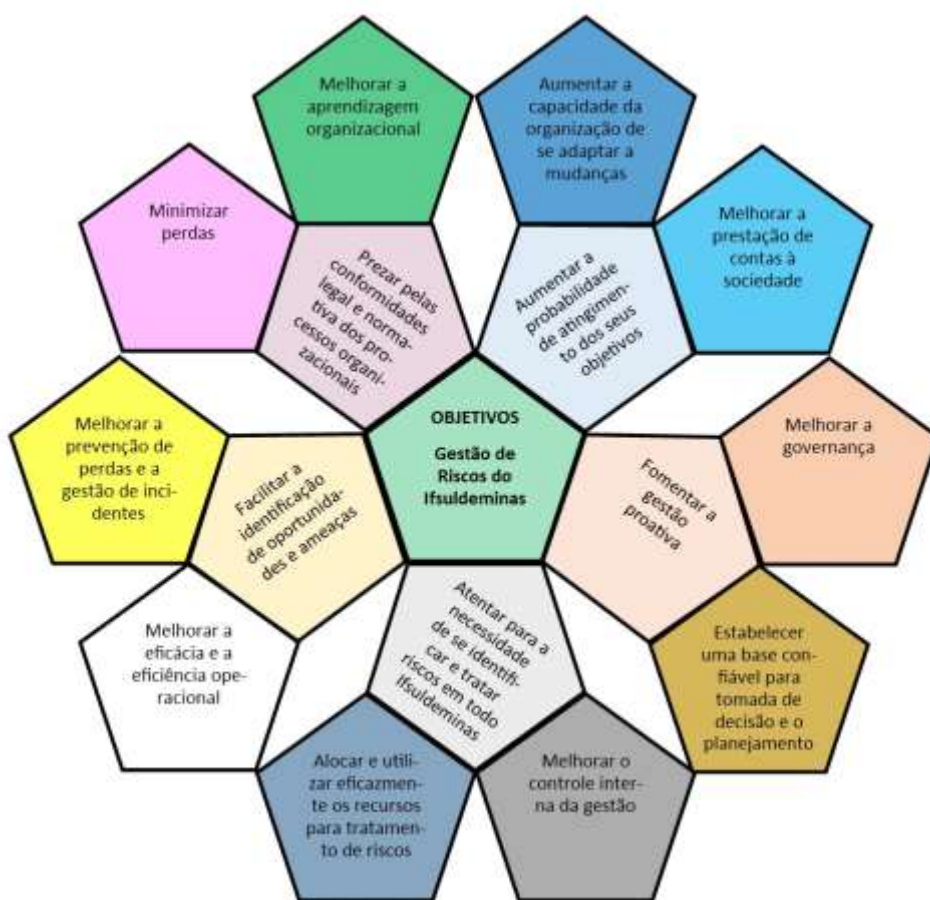 Melhorar a
aprendizagem
organizacional
Aumentar a
capacidade da
organização de
se adaptar a
mudanças
Minimizar
perdas
Prezar pelas
conformidades
legal e norma-
tiva dos pro-
cessos organi-
zacionais
Aumentar a
probabilidade
de atingimen-
to dos seus
objetivos
Melhorar a
prestação de
contas à
sociedade
Melhorar a
prevenção de
perdas e a
gestão de inci-
dentes
Facilitar a
identificação
de oportunida-
des e ameaças
OBJETIVOS
Gestão de
Riscos do
Ifsuldeminas
Fomentar a
gestão
proativa
Melhorar a
governança
Melhorar a
eficácia e a
eficiência ope-
racional
Atentar para a
necessidade
de se identifi-
car e tratar
riscos em todo
Ifsuldeminas
Estabelecer
uma base con-
fiável para
tomada de
decisão e o
planejamento
Alocar e utili-
zar eficazmen-
te os recursos
para tratamento
de riscos
Melhorar o
controle inter-
na da gestão